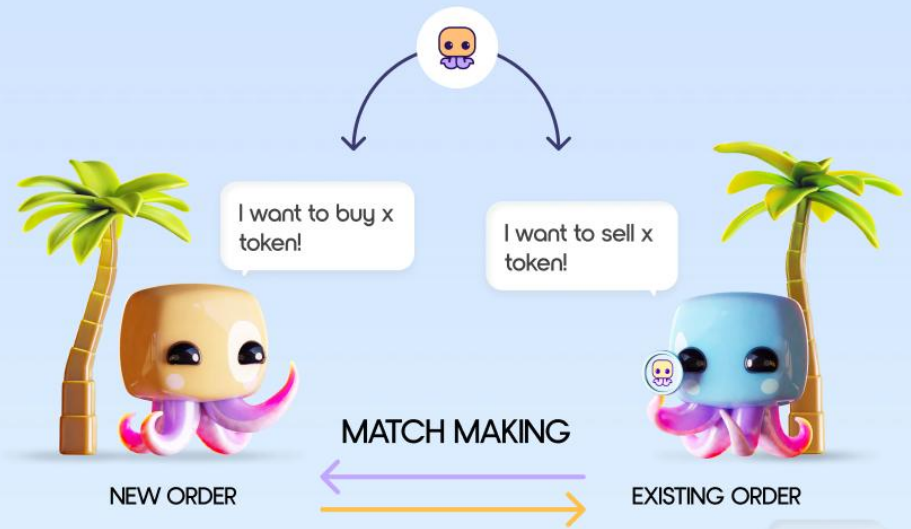 I want to buy x
token!
I want to sell x
token!
MATCH MAKING
NEW ORDER
EXISTING ORDER